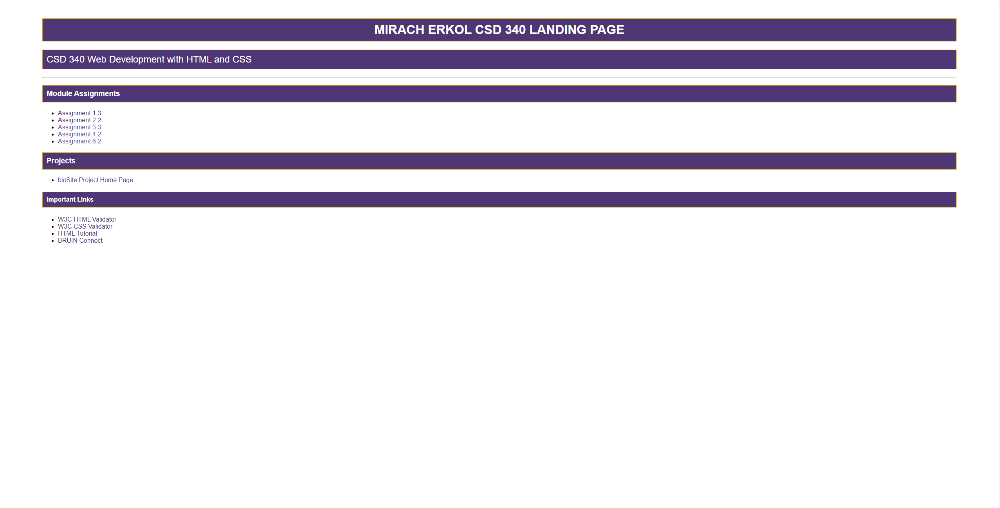 MIRACH ERKOL CSD 340 LANDING PAGE
CSD 340 Web Development with HTML and CSS
Module Assignments
Assignment 1.3
Assignment 2.2
Assignment 3.3
Assignment 4.2
Assignment 6.2
Projects
bioSite Project Home Page
Important Links
W3C HTML Validator
W3C CSS Validator
HTML Tutorial
BRUIN Connect